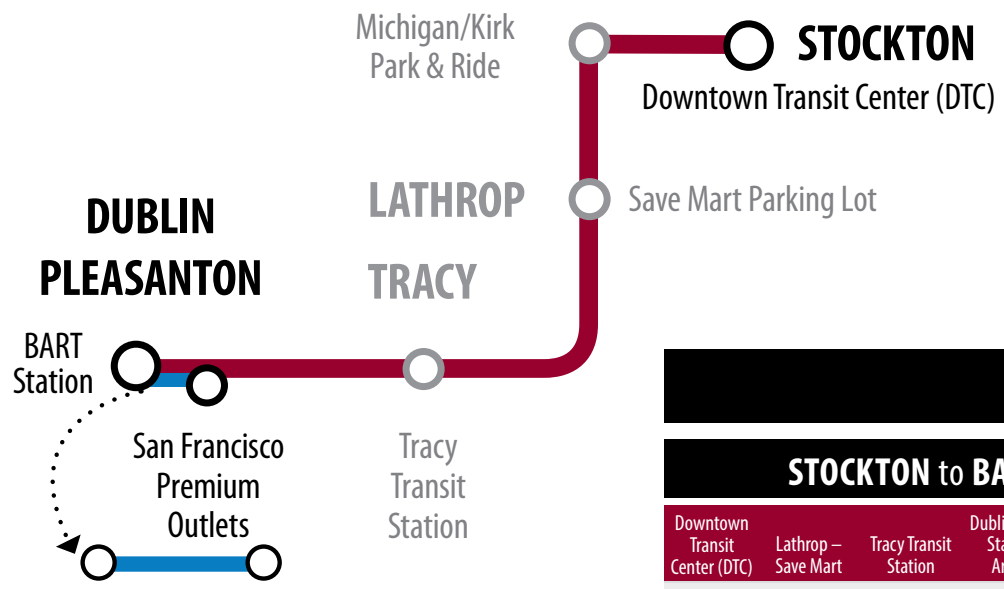 Michigan/Kirk
Park & Ride
STOCKTON
Downtown Transit Center (DTC)
LATHROP
Save Mart Parking Lot
DUBLIN
PLEASANTON
TRACY
BART
Station
San Francisco
Premium
Outlets
Tracy
Transit
Station
STOCKTON to
Downtown
Transit
Center (DTC)
Lathrop –
Save Mart
Tracy Transit
Station